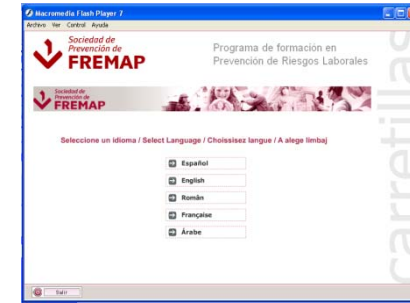 Macromedia Flash Player 7
Archivo Ver Control Ayuda
Sociedad de
Prevención de
FREMAP
Programa de formación en
Prevención de Riesgos Laborales
Sociedad de
Prevención de
FREMAP
Seleccione un idioma / Select Language / Choissisez langue / A alege limbaj
Español
English
Român
Française
Árabe
carretillas
Salir